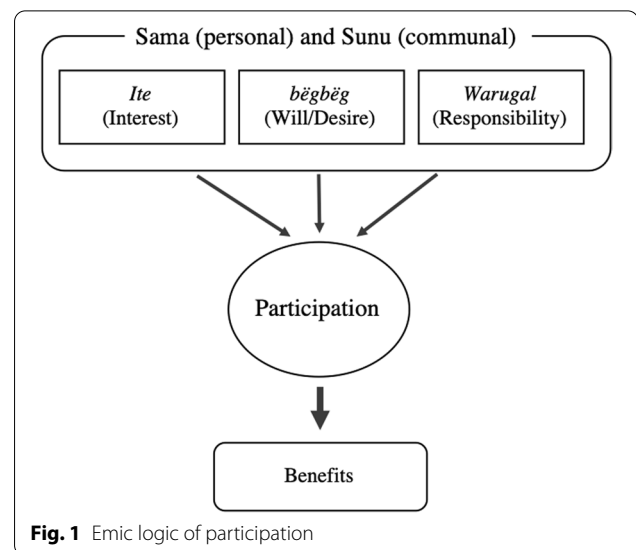 Sama (personal) and Sunu (communal)
Ite
(Interest)
bëgbëg
(Will/Desire)
Warugal
(Responsibility)
Participation
Benefits
Fig. 1 Emic logic of participation